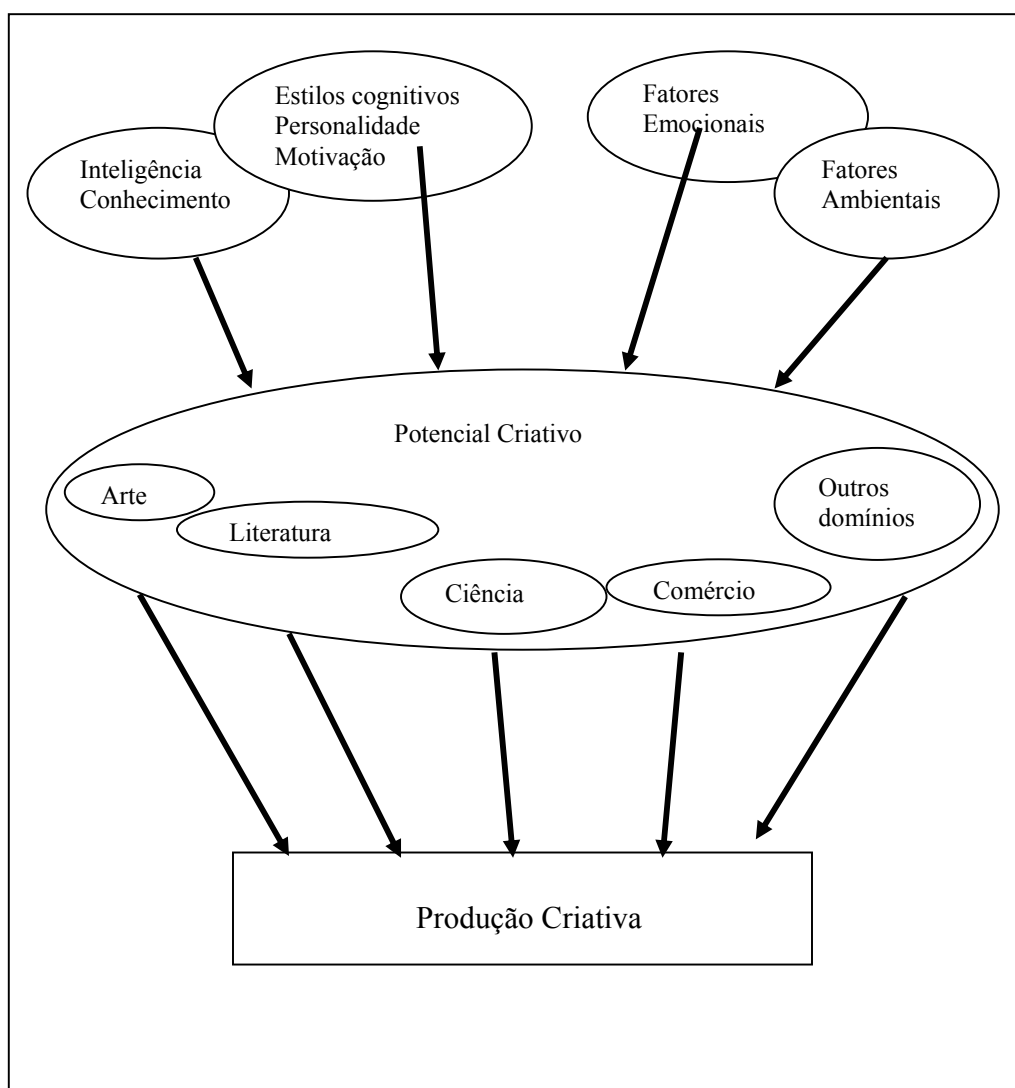 Estilos cognitivos
Personalidade
Motivação
Fatores
Emocionais
Inteligência
Conhecimento
Fatores
Ambientais
Potencial Criativo
Arte
Literatura
Outros
domínios
Ciência
Comércio
Produção Criativa